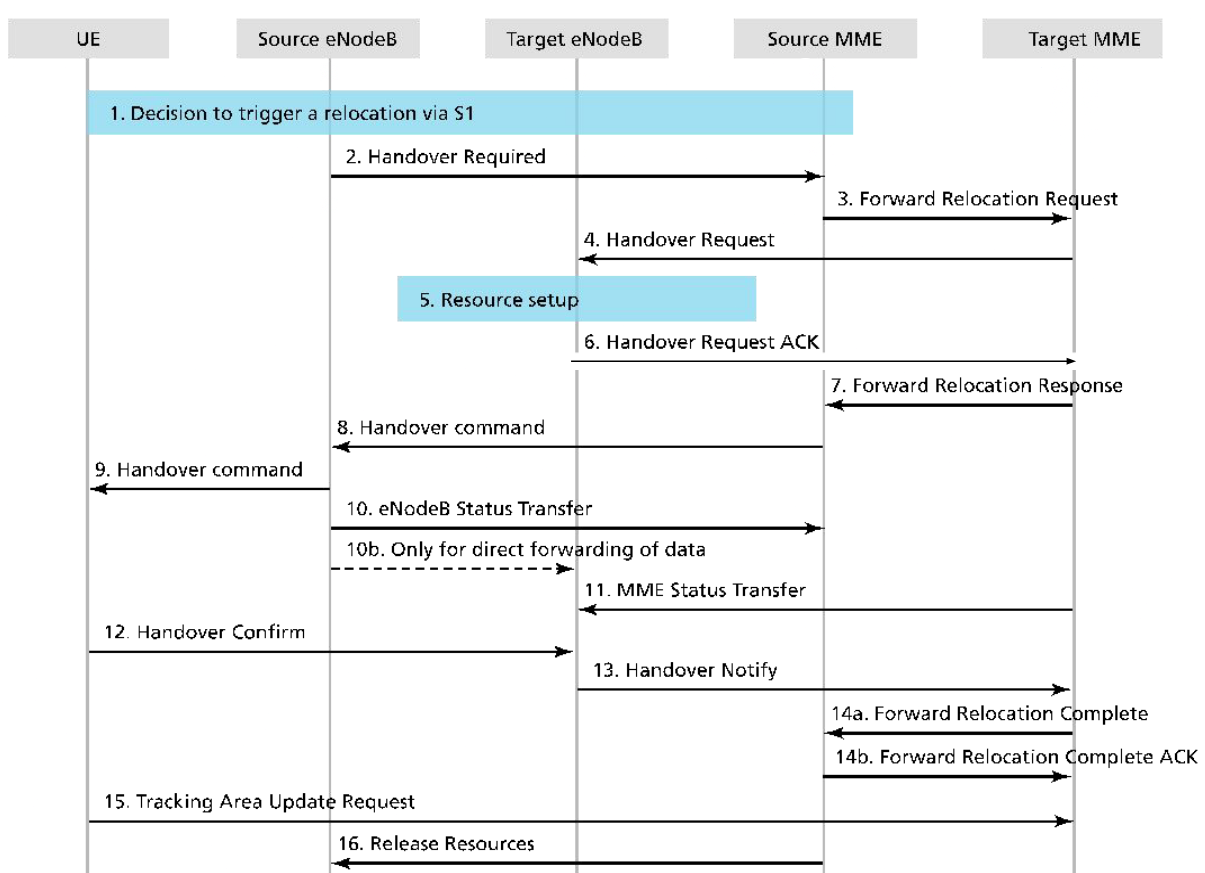 UE
Source eNodeB
Target eNodeB
Source MME
Target MME
1. Decision to trigger a relocation via S1
2. Handover Required
3. Forward Relocation Request
4. Handover Request
5. Resource setup
6. Handover Request ACK
7. Forward Relocation Response
8. Handover command
9. Handover command
10. eNodeB Status Transfer
10b. Only for direct forwarding of data
11. MME Status Transfer
12. Handover Confirm
13. Handover Notify
14a. Forward Relocation Complete
14b. Forward Relocation Complete ACK
15. Tracking Area Update Request
16. Release Resources